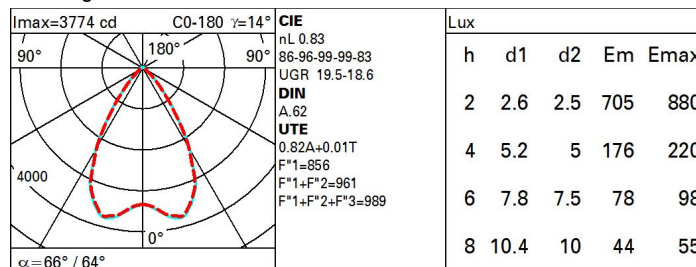 Imax=3774 cd C0-180 γ=14°
90° 180° 90°
4000
0°
α=66° / 64°
CIE
nL 0.83
86-96-99-99-83
UGR 19.5-18.6
DIN
A.62
UTE
0.82A+0.01T
F"1=856
F"1+F"2=961
F"1+F"2+F"3=989
Lux
h d1 d2 Em Emax
2 2.6 2.5 705 880
4 5.2 5 176 220
6 7.8 7.5 78 98
8 10.4 10 44 55